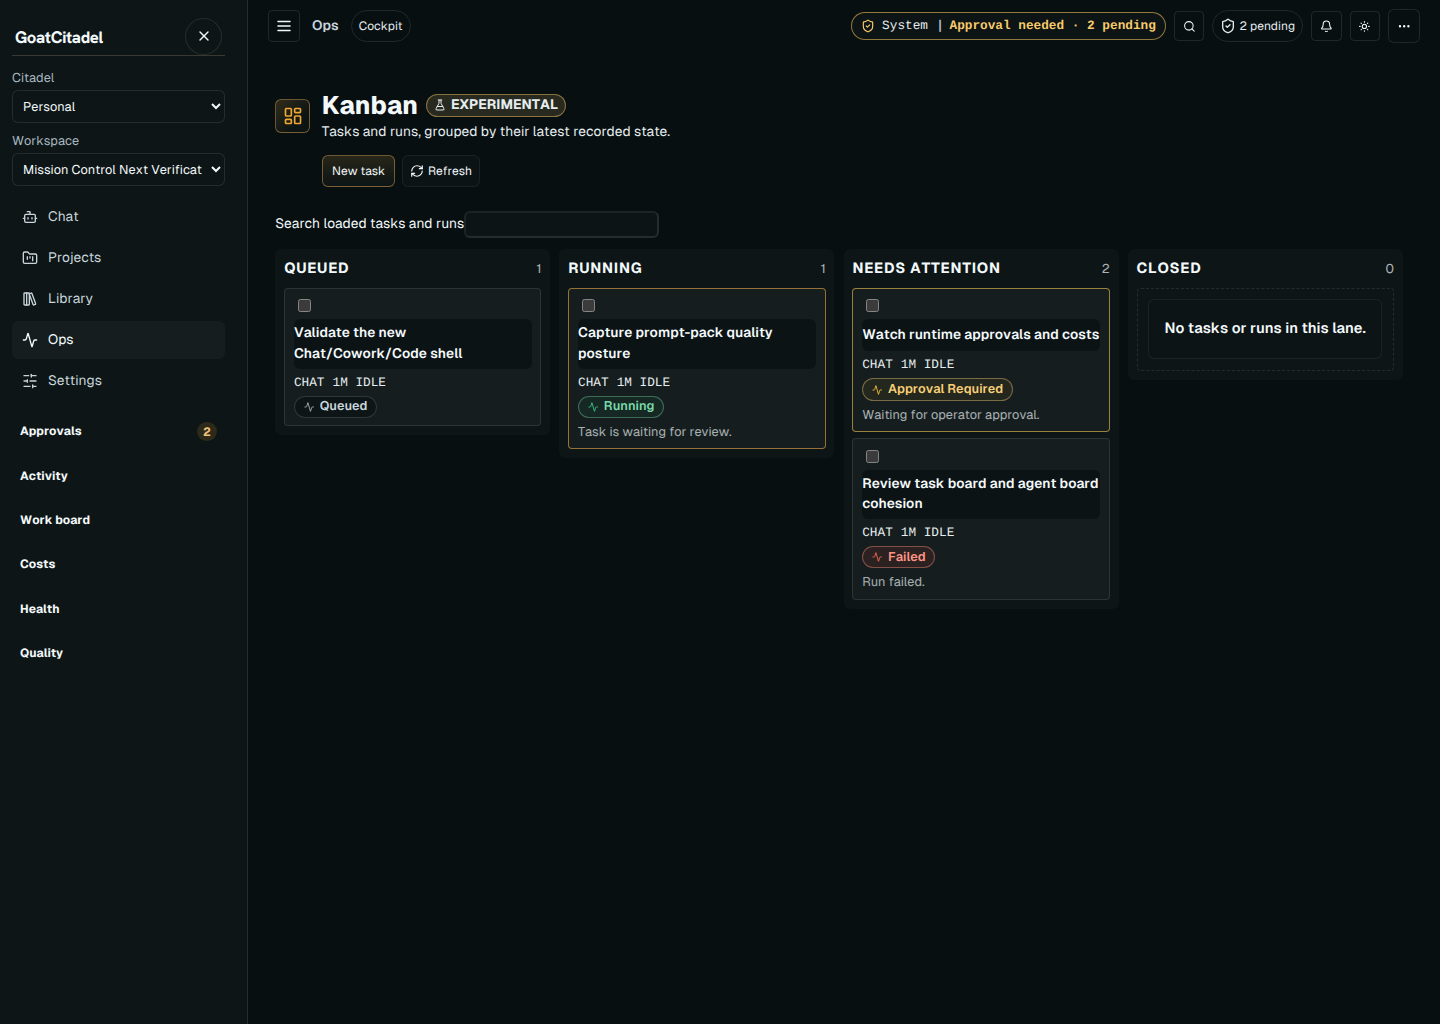 GoatCitadel
Citadel
Personal
Workspace
Mission Control Next Verificat
Chat
Projects
Library
Ops
Settings
Approvals 2
Activity
Work board
Costs
Health
Quality
Ops Cockpit
System | Approval needed · 2 pending
2 pending
Kanban EXPERIMENTAL
Tasks and runs, grouped by their latest recorded state.
New task Refresh
Search loaded tasks and runs
QUEUED 1
Validate the new
Chat/Cowork/Code shell
CHAT 1M IDLE
Queued
RUNNING 1
Capture prompt-pack quality
posture
CHAT 1M IDLE
Running
Task is waiting for review.
NEEDS ATTENTION 2
Watch runtime approvals and costs
CHAT 1M IDLE
Approval Required
Waiting for operator approval.
Review task board and agent board
cohesion
CHAT 1M IDLE
Failed
Run failed.
CLOSED 0
No tasks or runs in this lane.